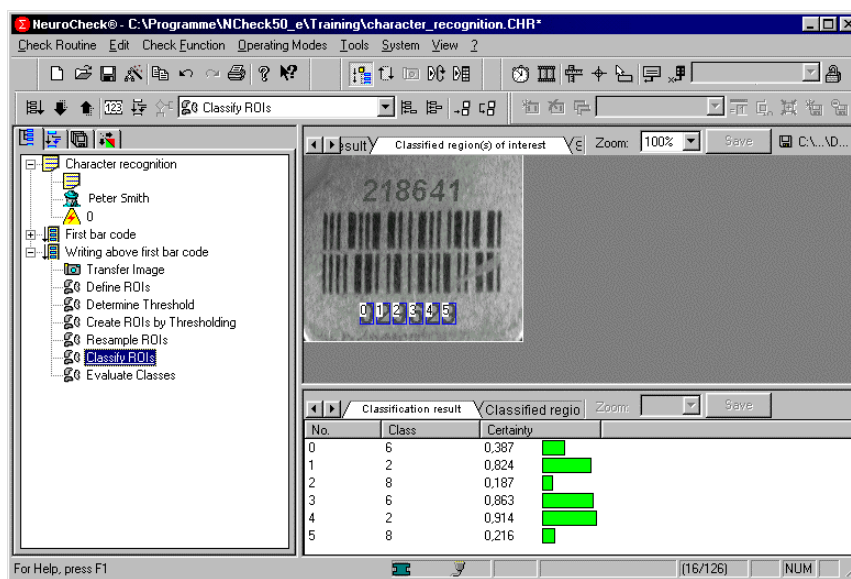 NeuroCheck® - C:\Programme\NCheck50_e\Training\character_recognition.CHR*
Check Routine Edit Check Function Operating Modes Tools System View ?
123 Classify ROIs
Character recognition
Peter Smith
0
First bar code
Writing above first bar code
Transfer Image
Define ROIs
Determine Threshold
Create ROIs by Thresholding
Resample ROIs
Classify ROIs
Evaluate Classes
Classified region(s) of interest Zoom: 100% Save C:\...\D...
218641
0 1 2 3 4 5
Classification result Classified regio Zoom: Save
No. Class Certainty
0 6 0,387
1 2 0,824
2 8 0,187
3 6 0,863
4 2 0,914
5 8 0,216
For Help, press F1 (16/126) NUM